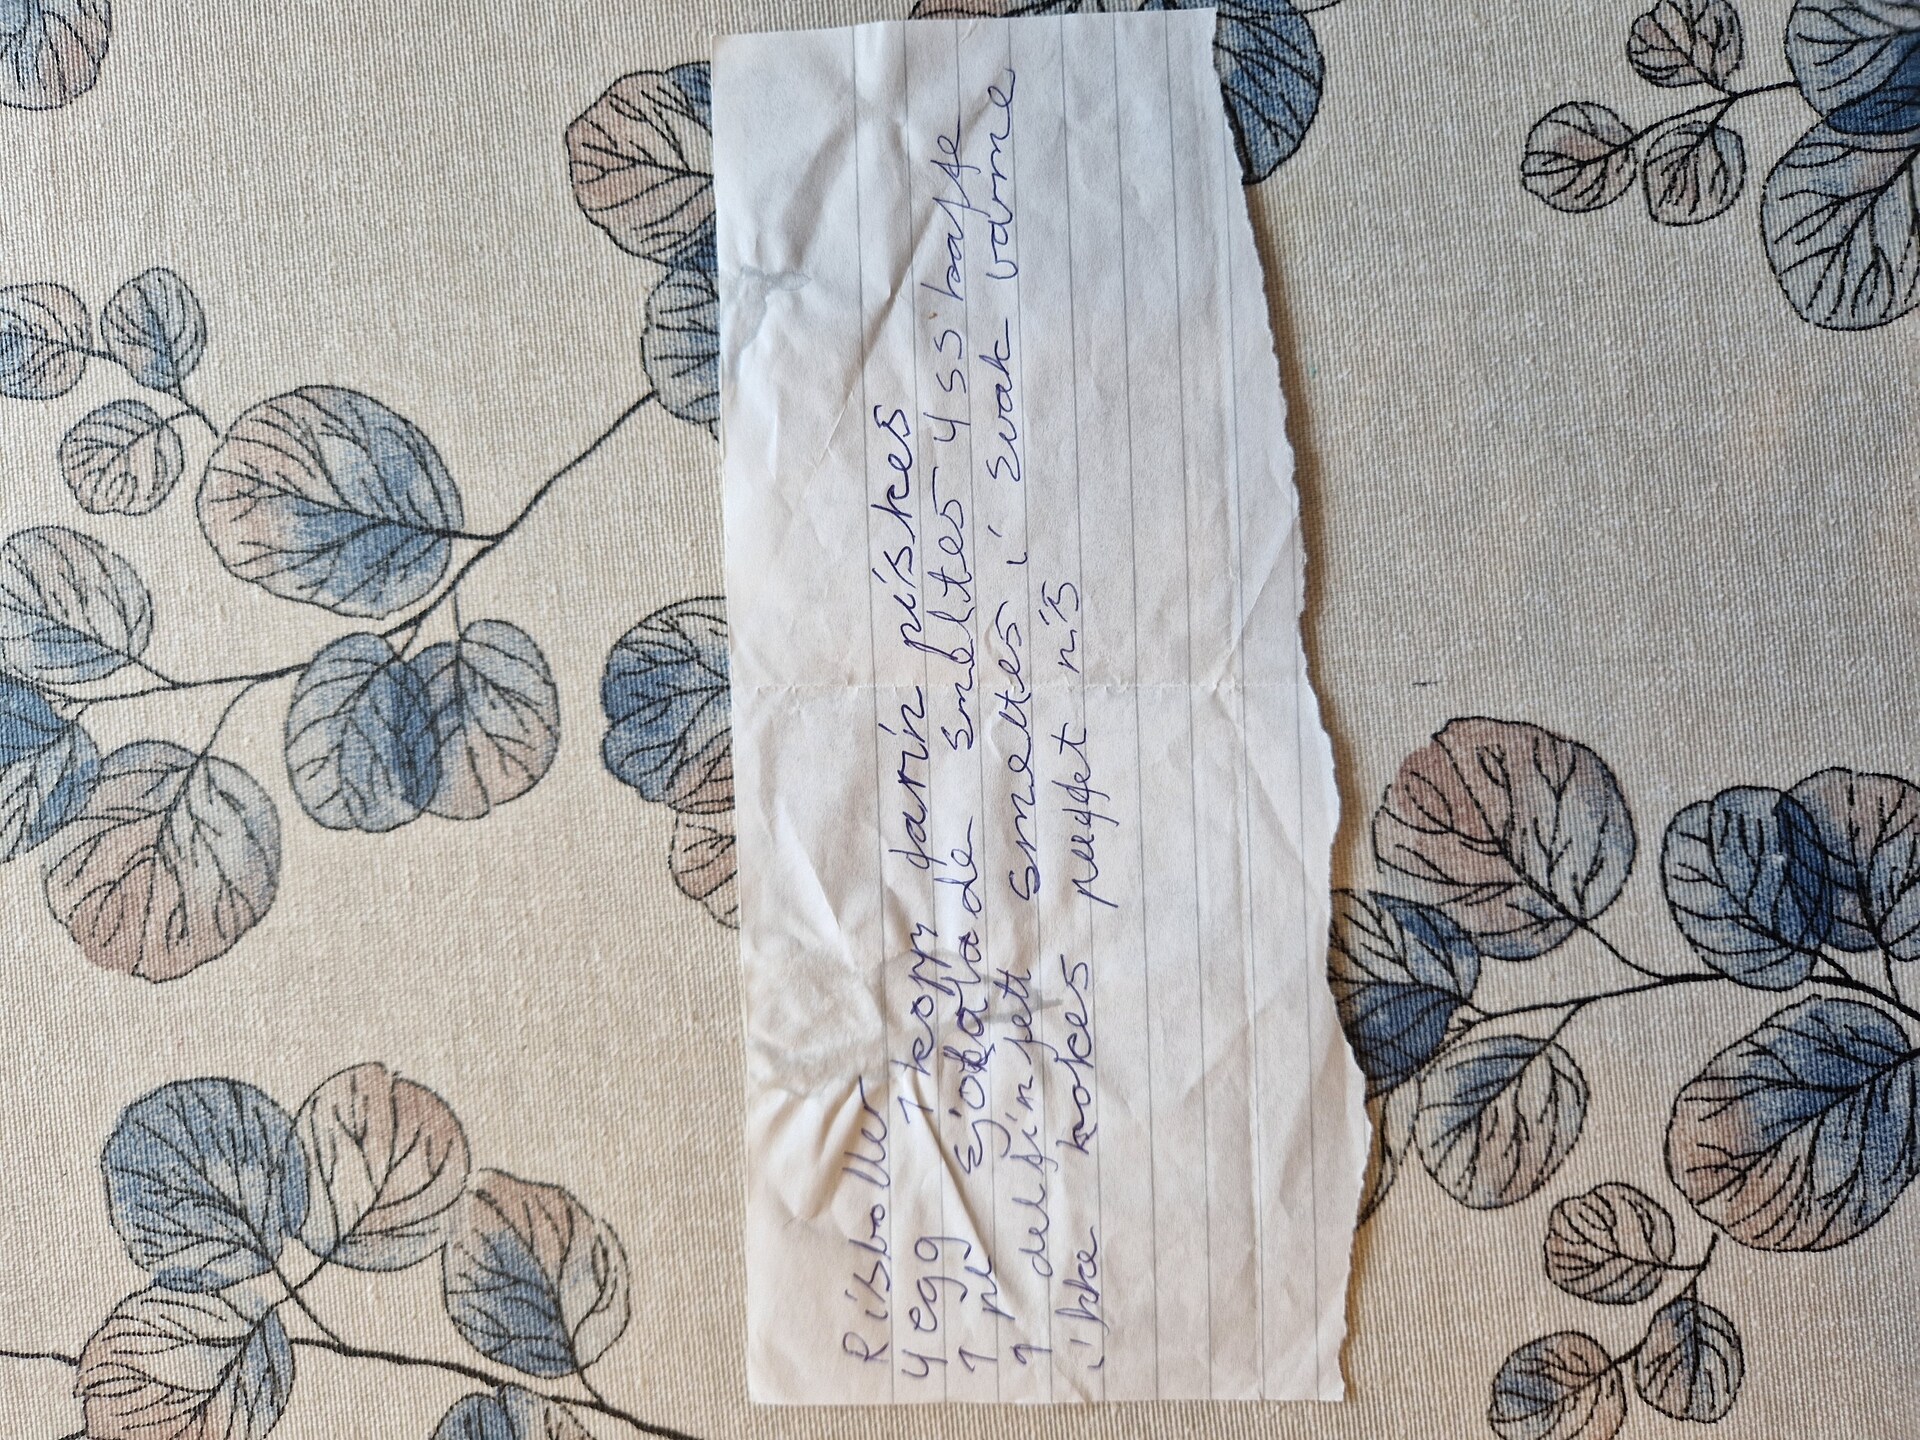 Risboller
4 egg 1 kopp farin piskes
1 pl sjokolade smeltes 4 ss kaffe
1 delfinfett smeltes i svak varme
ikke kokes puffet ris